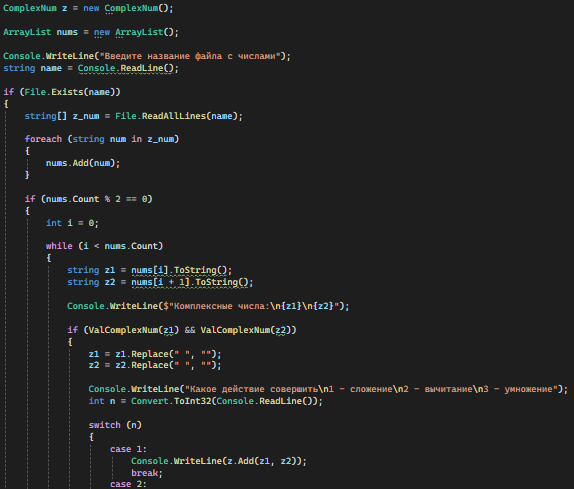 ComplexNum z = new ComplexNum();
ArrayList nums = new ArrayList();
Console.WriteLine("Введите название файла с числами");
string name = Console.ReadLine();
if (File.Exists(name))
{
string[] z_num = File.ReadAllLines(name);
foreach (string num in z_num)
{
nums.Add(num);
}
if (nums.Count % 2 == 0)
{
int i = 0;
while (i < nums.Count)
{
string z1 = nums[i].ToString();
string z2 = nums[i + 1].ToString();
Console.WriteLine($"Комплексные числа:\n{z1}\n{z2}");
if (ValComplexNum(z1) && ValComplexNum(z2))
{
z1 = z1.Replace(" ", "");
z2 = z2.Replace(" ", "");
Console.WriteLine("Какое действие совершить\n1 - сложение\n2 - вычитание\n3 - умножение");
int n = Convert.ToInt32(Console.ReadLine());
switch (n)
{
case 1:
Console.WriteLine(z.Add(z1, z2));
break;
case 2: